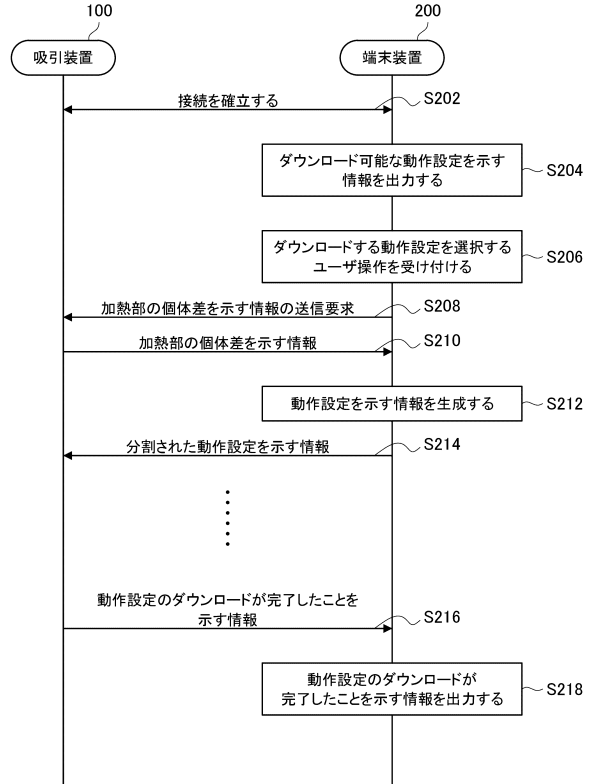 100
200
吸引装置
端末装置
接続を確立する
S202
ダウンロード可能な動作設定を示す
情報を出力する
S204
ダウンロードする動作設定を選択する
ユーザ操作を受け付ける
S206
加熱部の個体差を示す情報の送信要求
S208
加熱部の個体差を示す情報
S210
動作設定を示す情報を生成する
S212
分割された動作設定を示す情報
S214
動作設定のダウンロードが完了したことを
示す情報
S216
動作設定のダウンロードが
完了したことを示す情報を出力する
S218